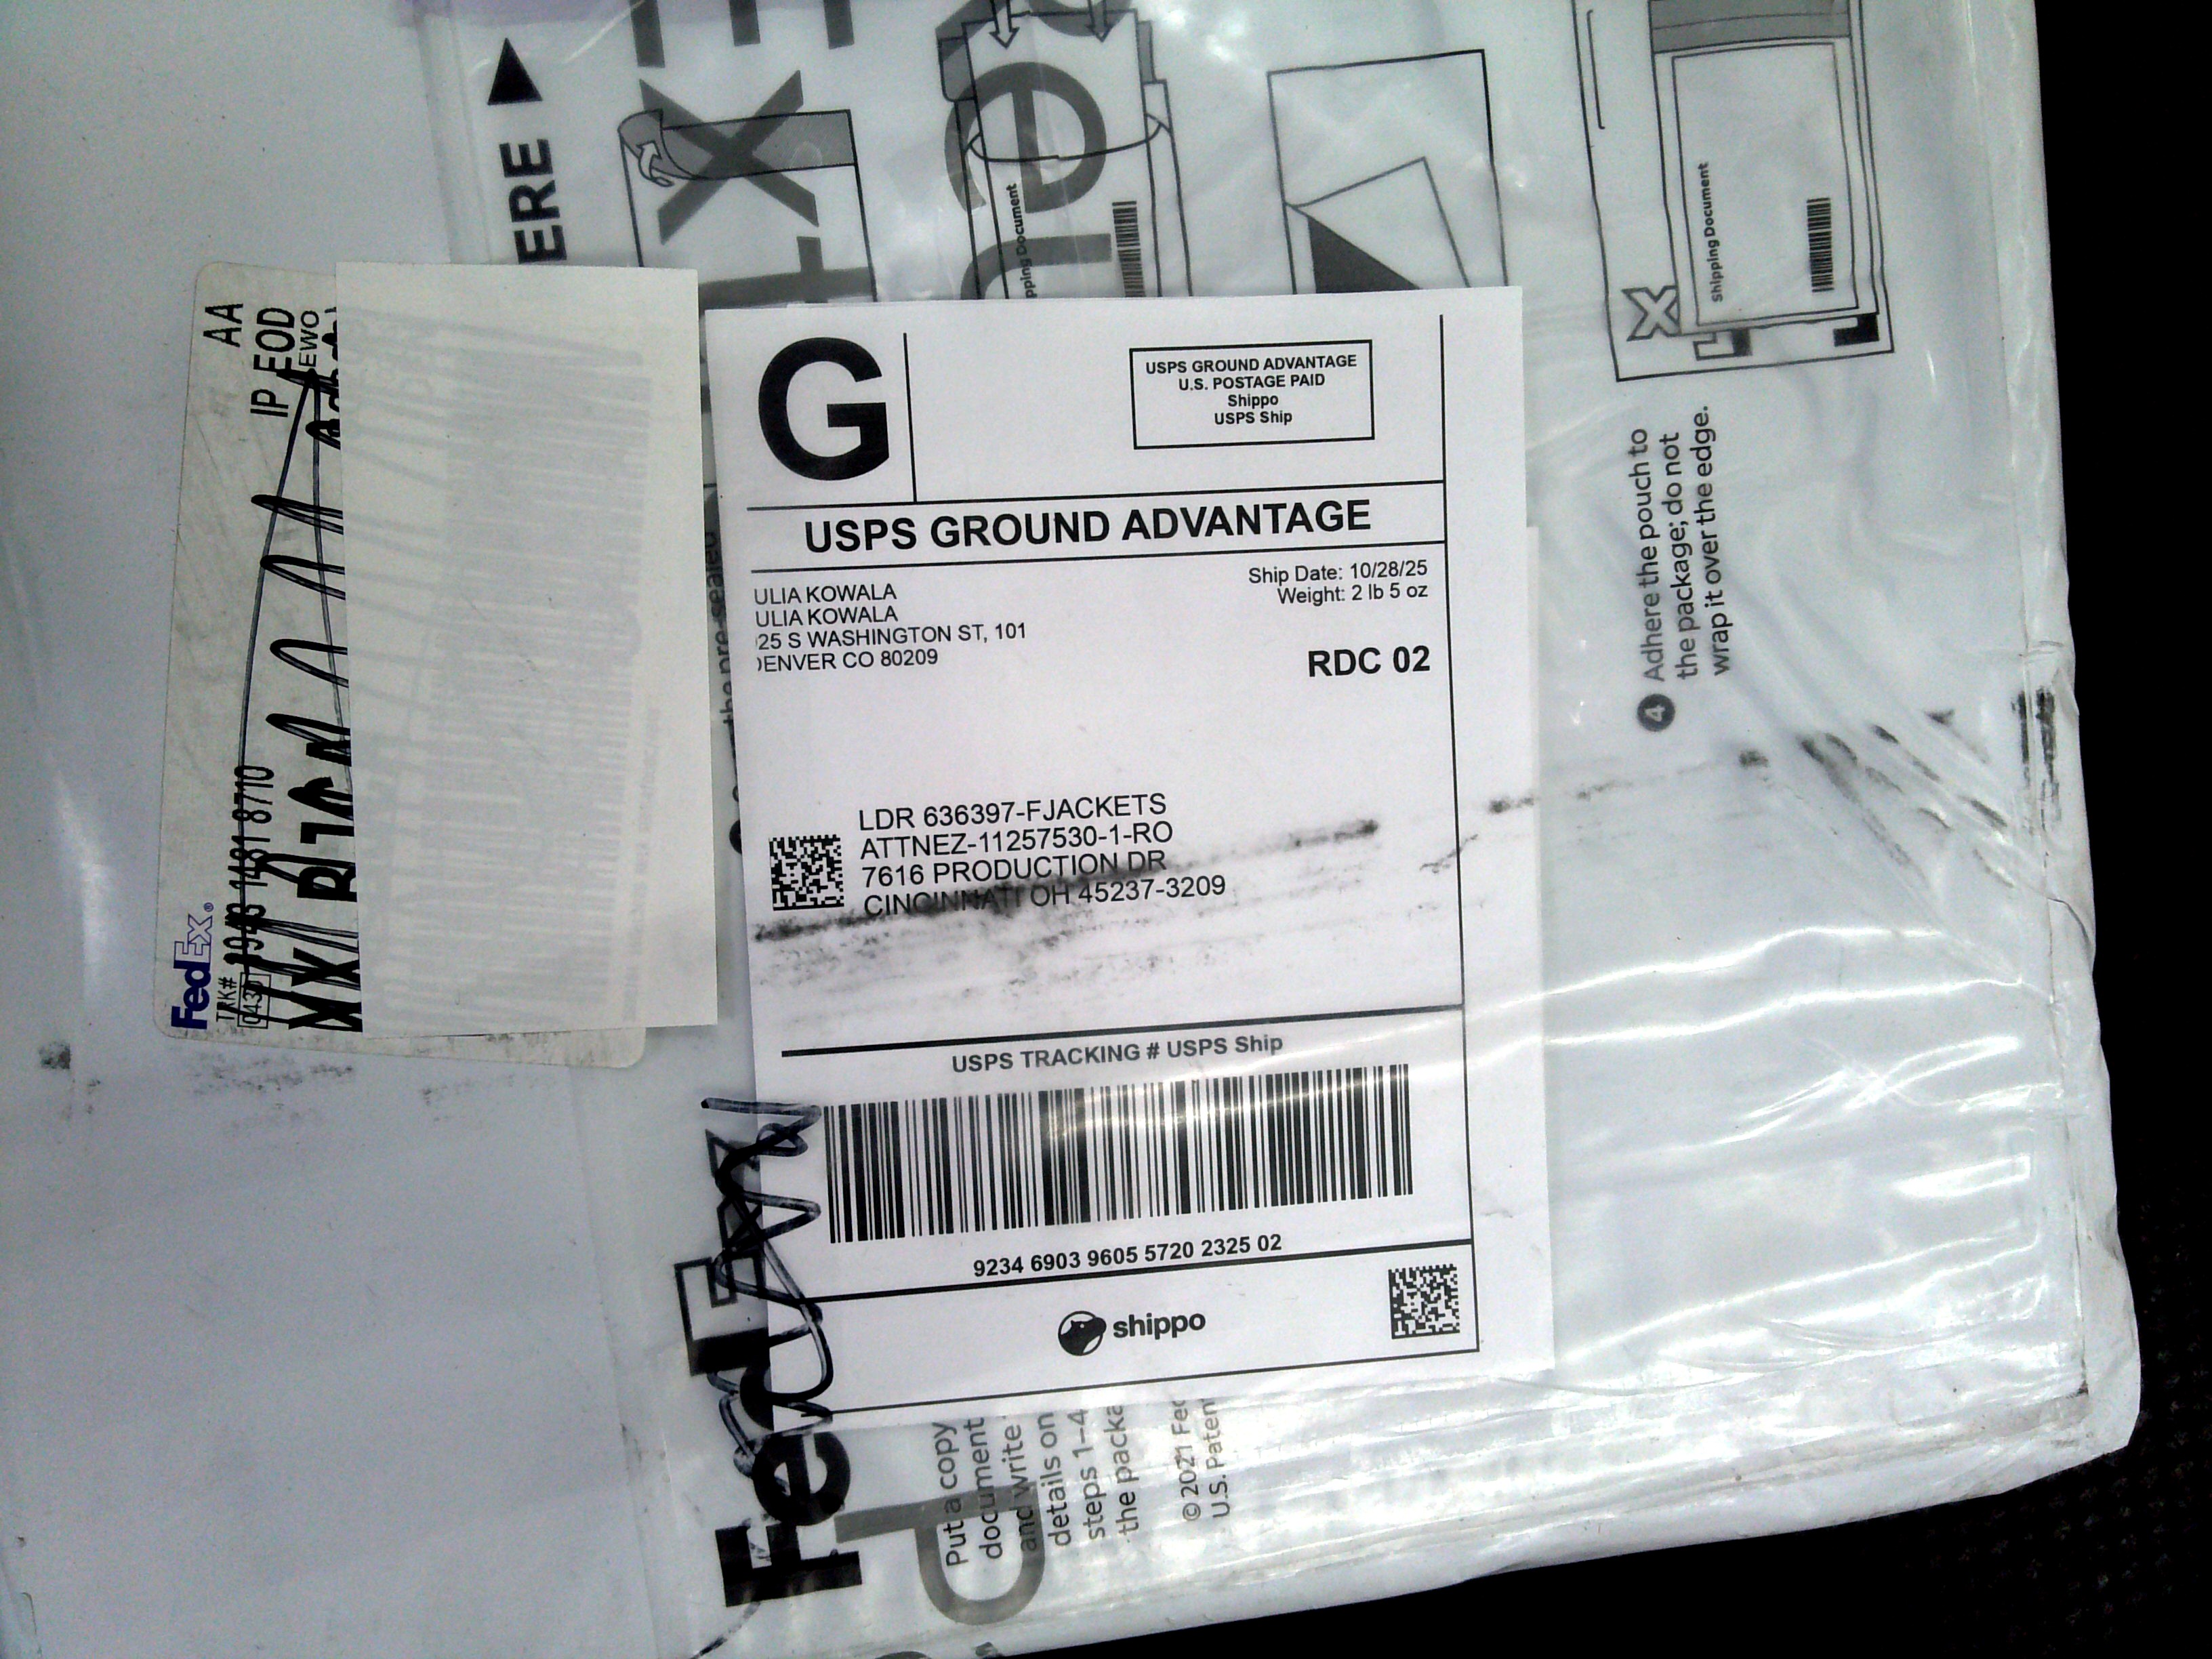 G
USPS GROUND ADVANTAGE
U.S. POSTAGE PAID
Shippo
USPS Ship
USPS GROUND ADVANTAGE
ULIA KOWALA
ULIA KOWALA
25 S WASHINGTON ST, 101
DENVER CO 80209
Ship Date: 10/28/25
Weight: 2 lb 5 oz
RDC 02
LDR 636397-FJACKETS
ATTNEZ-11257530-1-RO
7616 PRODUCTION DR
CINCINNATI OH 45237-3209
USPS TRACKING # USPS Ship
9234 6903 9605 5720 2325 02
shippo
FedEx®
TRK#
1481 8710
AA
IP EOD
ERE
Shipping Document
Shipping Document
4 Adhere the pouch to
the package; do not
wrap it over the edge.
FedEx
Put a copy
document
and write
details on
steps 1–4
the packa
© 2021 Fed
U.S. Paten